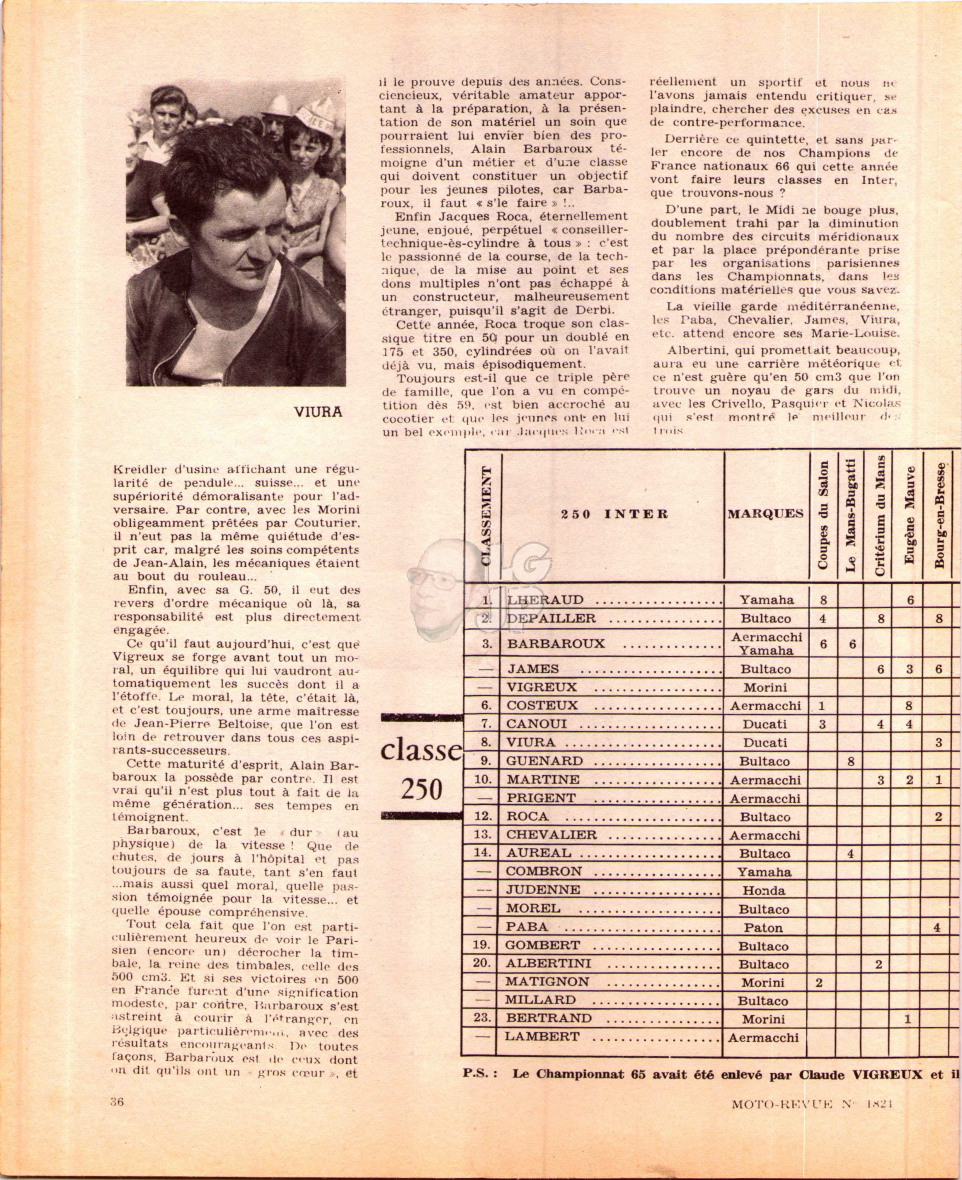 VIURA
Kreidler d'usine affichant une régu-
larité de pendule... suisse... et une
supériorité démoralisante pour l'ad-
versaire. Par contre, avec les Morini
obligeamment prêtées par Couturier,
il n'eut pas la même quiétude d'es-
prit car, malgré les soins compétents
de Jean-Alain, les mécaniques étaient
au bout du rouleau...
Enfin, avec sa G. 50, il eut des
revers d'ordre mécanique où là, sa
responsabilité est plus directement
engagée.
Ce qu'il faut aujourd'hui, c'est que
Vigreux se forge avant tout un mo-
ral, un équilibre qui lui vaudront au-
tomatiquement les succès dont il a
l'étoffe. Le moral, la tête, c'était là,
et c'est toujours, une arme maîtresse
de Jean-Pierre Beltoise, que l'on est
loin de retrouver dans tous ces aspi-
rants-successeurs.
Cette maturité d'esprit, Alain Bar-
baroux la possède par contre. Il est
vrai qu'il n'est plus tout à fait de la
même génération... ses tempes en
témoignent.
Barbaroux, c'est le « dur » (au
physique) de la vitesse ! Que de
chutes, de jours à l'hôpital et pas
toujours de sa faute, tant s'en faut
...mais aussi quel moral, quelle pas-
sion témoignée pour la vitesse... et
quelle épouse compréhensive.
Tout cela fait que l'on est parti-
culièrement heureux de voir le Pari-
sien (encore un) décrocher la tim-
bale, la reine des timbales, celle des
500 cm3. Et si ses victoires en 500
en France furent d'une signification
modeste, par contre, Barbaroux s'est
astreint à courir à l'étranger, en
Belgique particulièrement, avec des
résultats encourageants. De toutes
façons, Barbaroux est de ceux dont
on dit qu'ils ont un « gros cœur », et
il le prouve depuis des années. Cons-
ciencieux, véritable amateur appor-
tant à la préparation, à la présen-
tation de son matériel un soin que
pourraient lui envier bien des pro-
fessionnels, Alain Barbaroux té-
moigne d'un métier et d'une classe
qui doivent constituer un objectif
pour les jeunes pilotes, car Barba-
roux, il faut « s'le faire » !..
Enfin Jacques Roca, éternellement
jeune, enjoué, perpétuel « conseiller-
technique-ès-cylindre à tous » : c'est
le passionné de la course, de la tech-
nique, de la mise au point et ses
dons multiples n'ont pas échappé à
un constructeur, malheureusement
étranger, puisqu'il s'agit de Derbi.
Cette année, Roca troque son clas-
sique titre en 50 pour un doublé en
175 et 350, cylindrées où on l'avait
déjà vu, mais épisodiquement.
Toujours est-il que ce triple père
de famille, que l'on a vu en compé-
tition dès 59, est bien accroché au
cocotier et que les jeunes ont en lui
un bel exemple, car Jacques Roca est
réellement un sportif et nous ne
l'avons jamais entendu critiquer, se
plaindre, chercher des excuses en cas
de contre-performance.
Derrière ce quintette, et sans par-
ler encore de nos Champions de
France nationaux 66 qui cette année
vont faire leurs classes en Inter,
que trouvons-nous ?
D'une part, le Midi ne bouge plus,
doublement trahi par la diminution
du nombre des circuits méridionaux
et par la place prépondérante prise
par les organisations parisiennes
dans les Championnats, dans les
conditions matérielles que vous savez.
La vieille garde méditérranéenne,
les Paba, Chevalier, James, Viura,
etc. attend encore ses Marie-Louise.
Albertini, qui promettait beaucoup,
aura eu une carrière météorique et
ce n'est guère qu'en 50 cm3 que l'on
trouve un noyau de gars du midi,
avec les Crivello, Pasquier et Nicolas
qui s'est montré le meilleur des
trois
classe
250
CLASSEMENT 250 INTER MARQUES Coupes du Salon Le Mans-Bugatti Critérium du Mans Eugène Mauve Bourg-en-Bresse
1. LHERAUD .................. Yamaha 8 6
2. DEPAILLER ................ Bultaco 4 8 8
3. BARBAROUX .............. Aermacchi Yamaha 6 6
— JAMES .................... Bultaco 6 3 6
— VIGREUX .................. Morini
6. COSTEUX .................. Aermacchi 1 8
7. CANOUI .................... Ducati 3 4 4
8. VIURA ...................... Ducati 3
9. GUENARD .................. Bultaco 8
10. MARTINE .................. Aermacchi 3 2 1
— PRIGENT .................. Aermacchi
12. ROCA ...................... Bultaco 2
13. CHEVALIER ................ Aermacchi
14. AUREAL .................... Bultaco 4
— COMBRON .................. Yamaha
— JUDENNE .................. Honda
— MOREL .................... Bultaco
— PABA ...................... Paton 4
19. GOMBERT .................. Bultaco
20. ALBERTINI ................ Bultaco 2
— MATIGNON ................ Morini 2
— MILLARD .................. Bultaco
23. BERTRAND ................ Morini 1
— LAMBERT .................. Aermacchi
P.S. : Le Championnat 65 avait été enlevé par Claude VIGREUX et il
36
MOTO-REVUE N° 1821
LG
JP